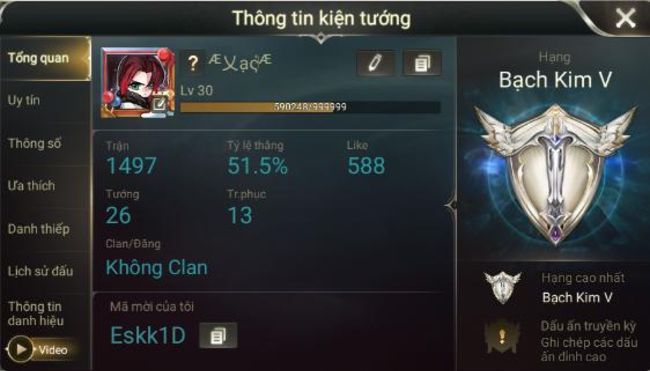 Thông tin kiện tướng
Tổng quan
Uy tín
Thông số
Ưa thích
Danh thiếp
Lịch sử đấu
Thông tin
danh hiệu
Video
?
Lv 30
590248/999999
Trận
Tỷ lệ thắng
Like
1497
51.5%
588
Tướng
Tr.phục
26
13
Clan/Đẳng
Không Clan
Mã mời của tôi
Eskk1D
Hạng
Bạch Kim V
Hạng cao nhất
Bạch Kim V
Dấu ấn truyền kỳ
Ghi chép các dấu
ấn đỉnh cao